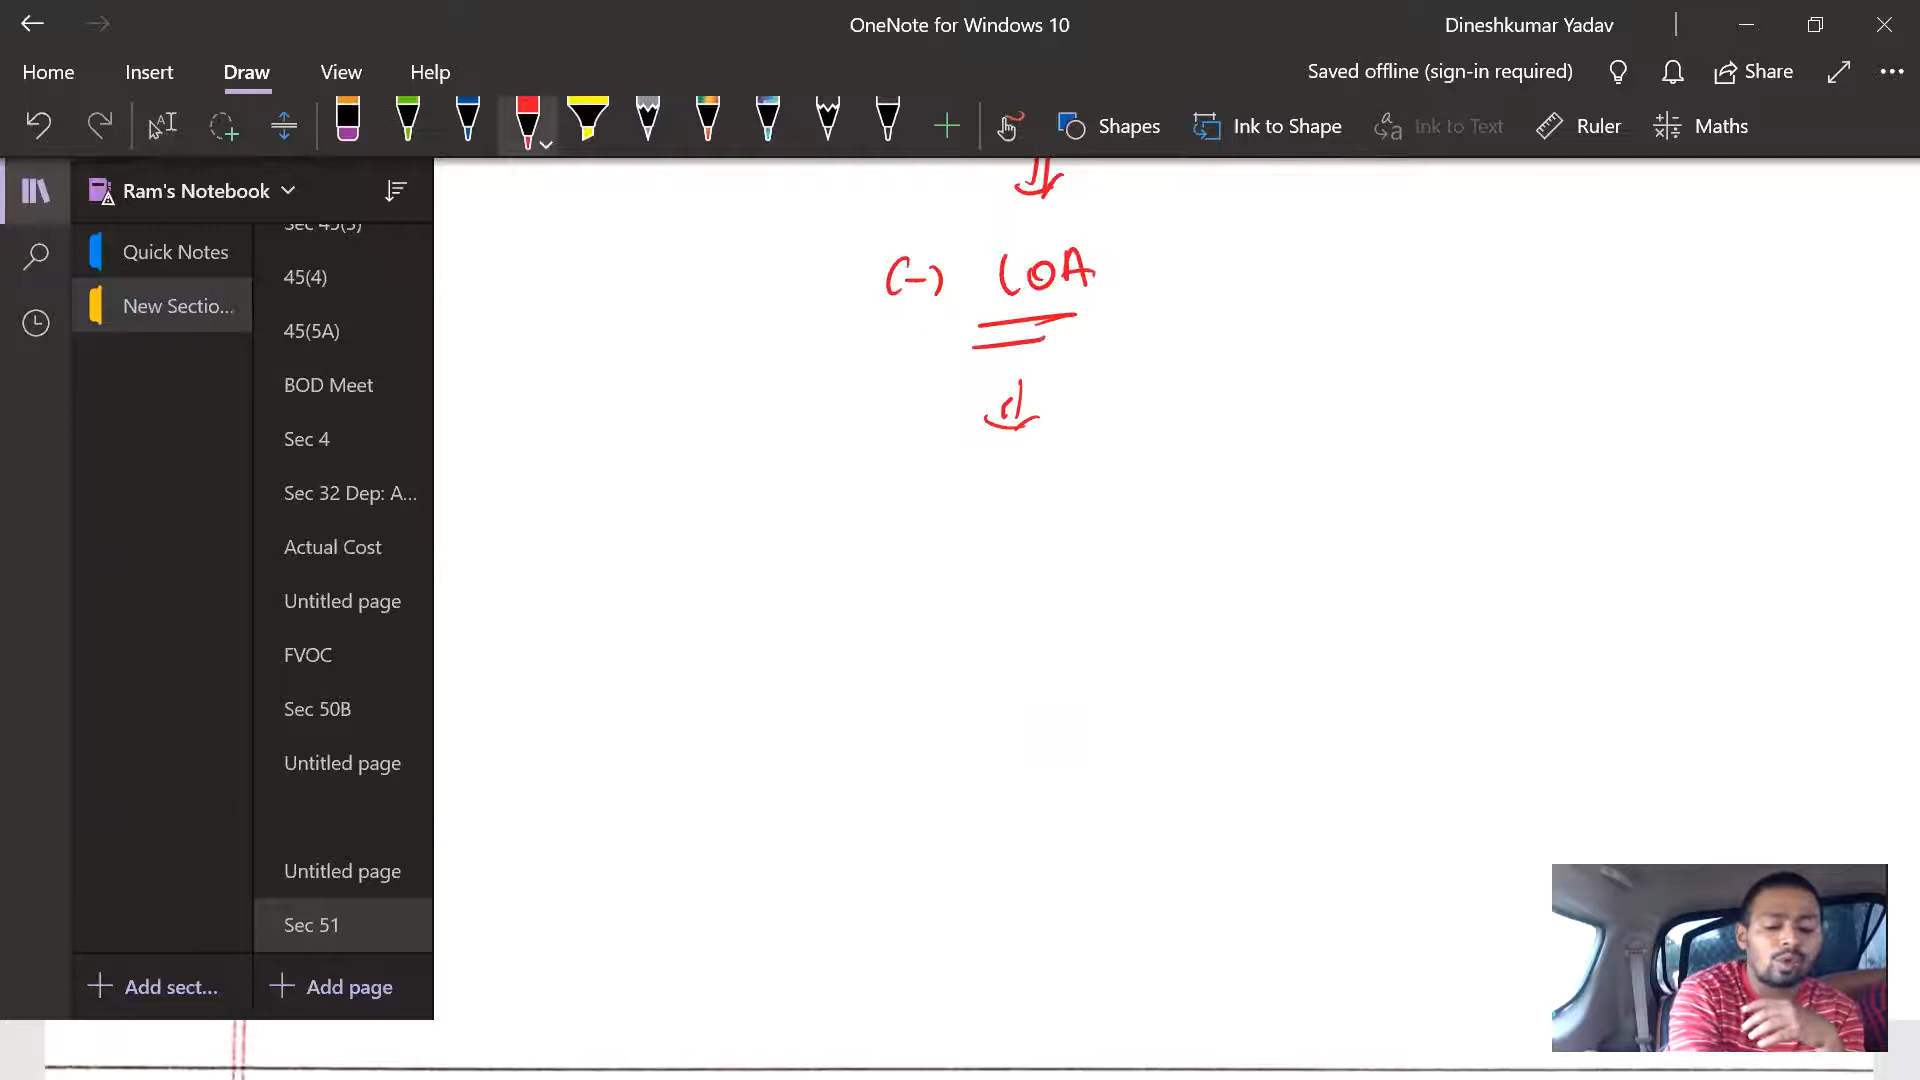 OneNote for Windows 10
Dineshkumar Yadav
Home Insert Draw View Help
Saved offline (sign-in required)
Share
Shapes
Ink to Shape
Ink to Text
Ruler
Maths
Ram's Notebook
Quick Notes
New Sectio...
Sec 45(3)
45(4)
45(5A)
BOD Meet
Sec 4
Sec 32 Dep: A...
Actual Cost
Untitled page
FVOC
Sec 50B
Untitled page
Untitled page
Sec 51
Add sect...
Add page
(-) COA